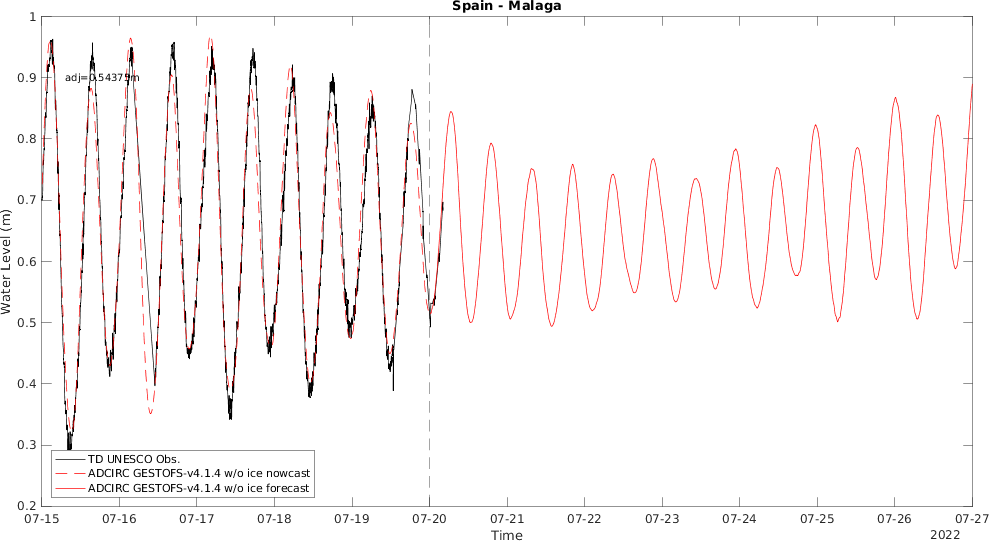 Spain - Malaga
Water Level (m)
1
0.9
0.8
0.7
0.6
0.5
0.4
0.3
0.2
TD UNESCO Obs.
ADCIRC GESTOFS-v4.1.4 w/o ice nowcast
ADCIRC GESTOFS-v4.1.4 w/o ice forecast
07-15 07-16 07-17 07-18 07-19 07-20 07-21 07-22 07-23 07-24 07-25 07-26 07-27
Time
2022